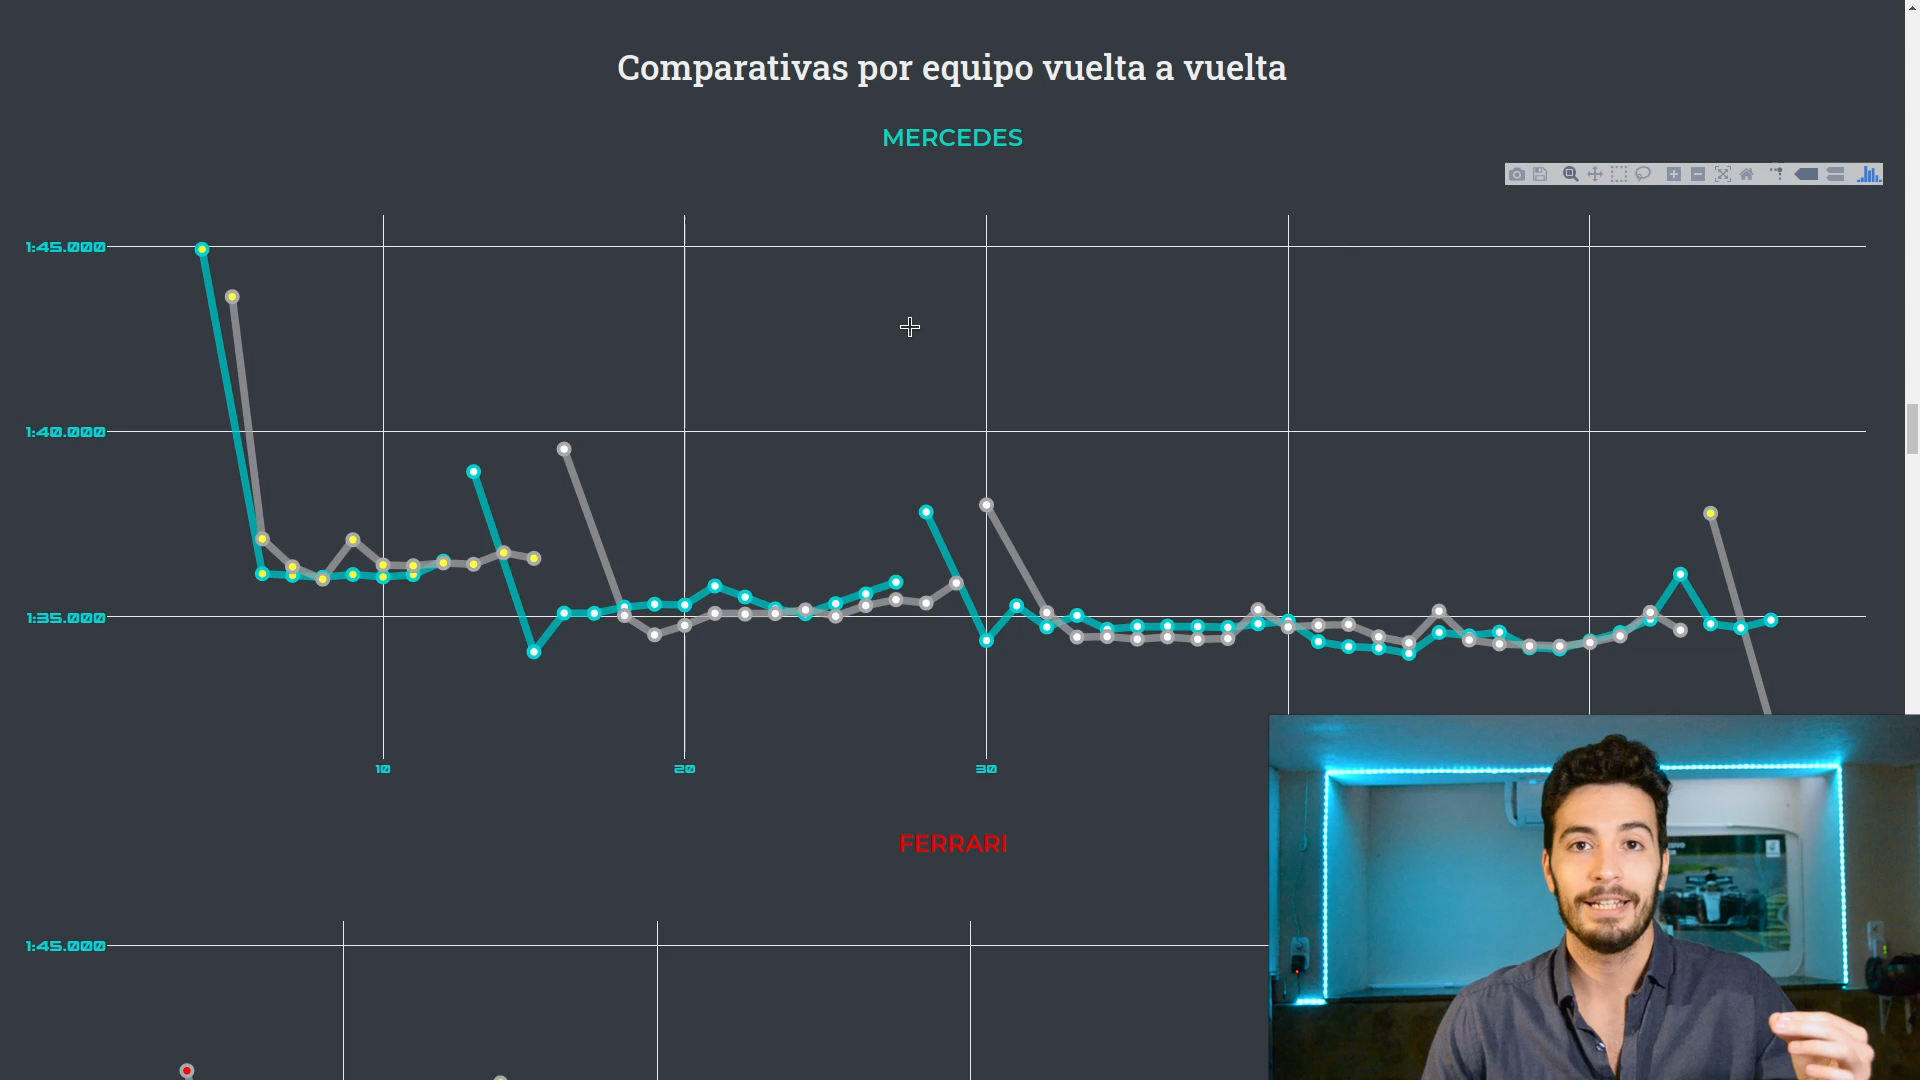 Comparativas por equipo vuelta a vuelta
MERCEDES
1:45.000
1:40.000
1:35.000
10
20
30
FERRARI
1:45.000